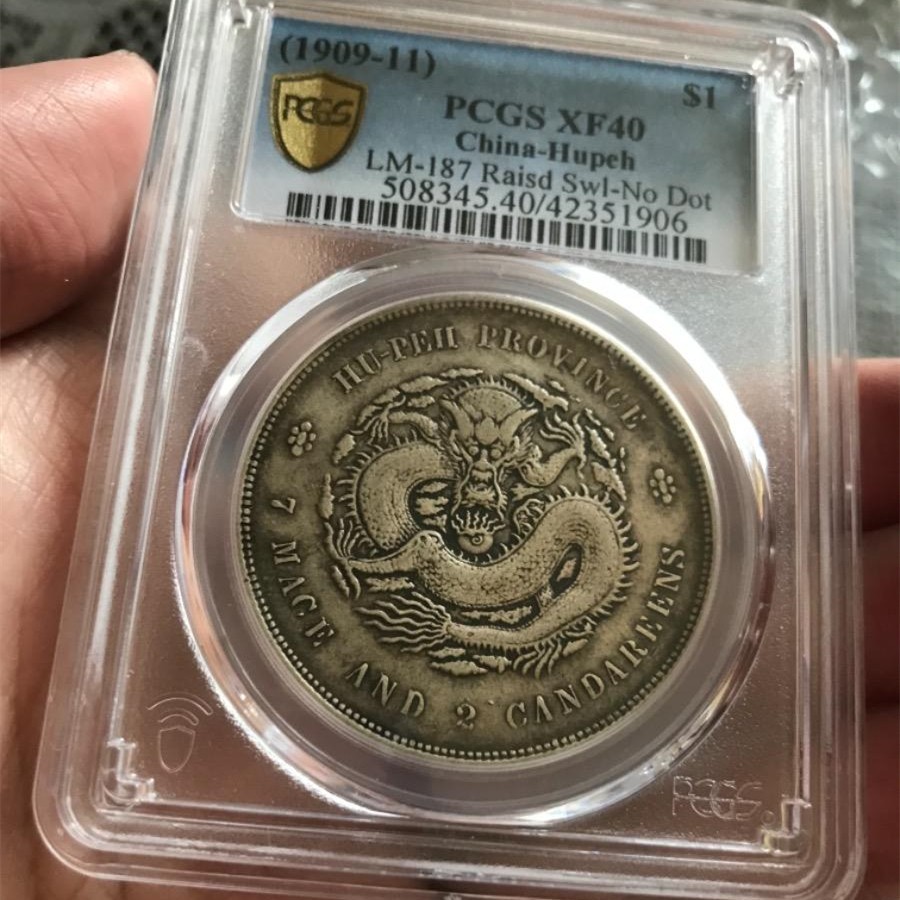 (1909-11)
$1
PCGS
PCGS XF40
China-Hupeh
LM-187 Raisd Swl-No Dot
508345.40/42351906
HU-PEH PROVINCE
7 MACE AND 2 CANDAREENS
PCGS